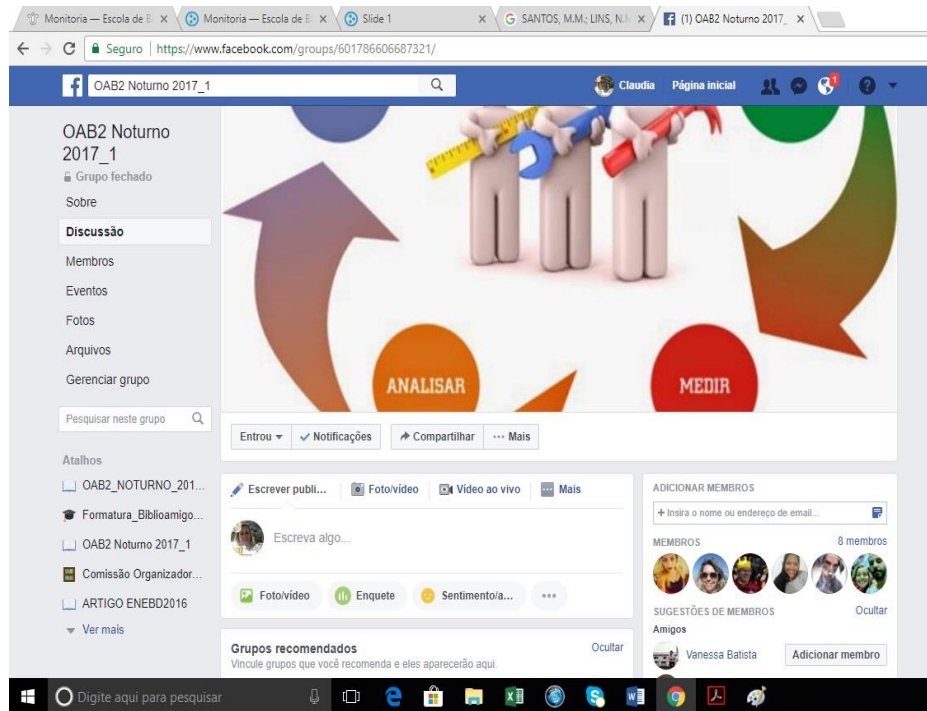 Monitoria — Escola de B
Monitoria — Escola de B
Slide 1
SANTOS, M.M.; LINS, N.
(1) OAB2 Noturno 2017_
Seguro
https://www.facebook.com/groups/601786606687321/
OAB2 Noturno 2017_1
Claudia
Página inicial
1
OAB2 Noturno
2017_1
Grupo fechado
Sobre
Discussão
Membros
Eventos
Fotos
Arquivos
Gerenciar grupo
Pesquisar neste grupo
Atalhos
OAB2_NOTURNO_201...
Formatura_Biblioamigo...
OAB2 Noturno 2017_1
Comissão Organizador...
ARTIGO ENEBD2016
Ver mais
ANALISAR
MEDIR
Entrou
Notificações
Compartilhar
Mais
Escrever publi...
Foto/vídeo
Vídeo ao vivo
Mais
Escreva algo...
Foto/vídeo
Enquete
Sentimento/a...
Grupos recomendados
Ocultar
Vincule grupos que você recomenda e eles aparecerão aqui.
ADICIONAR MEMBROS
+ Insira o nome ou endereço de email...
MEMBROS
8 membros
SUGESTÕES DE MEMBROS
Ocultar
Amigos
Vanessa Batista
Adicionar membro
Digite aqui para pesquisar